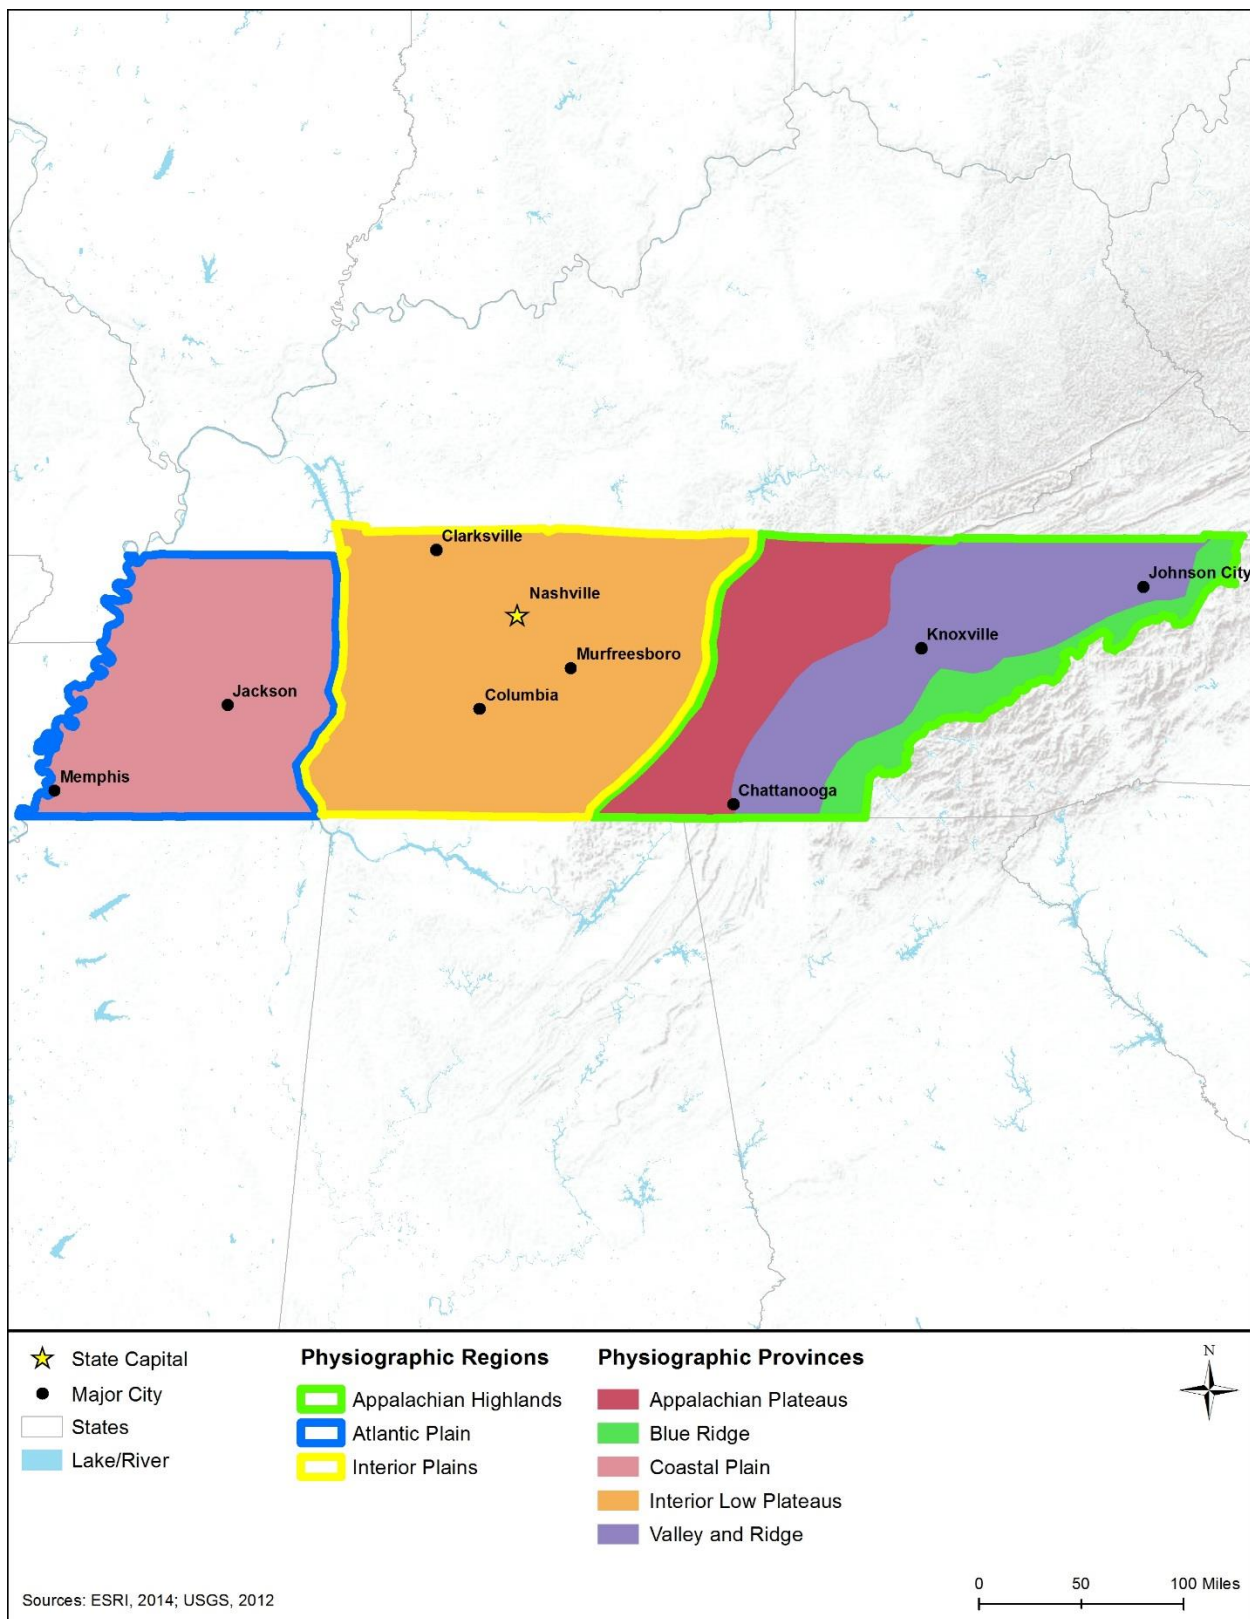 Clarksville
Nashville
Johnson City
Knoxville
Murfreesboro
Jackson
Columbia
Memphis
Chattanooga
State Capital
Major City
States
Lake/River
Physiographic Regions
Appalachian Highlands
Atlantic Plain
Interior Plains
Physiographic Provinces
Appalachian Plateaus
Blue Ridge
Coastal Plain
Interior Low Plateaus
Valley and Ridge
N
0 50 100 Miles
Sources: ESRI, 2014; USGS, 2012